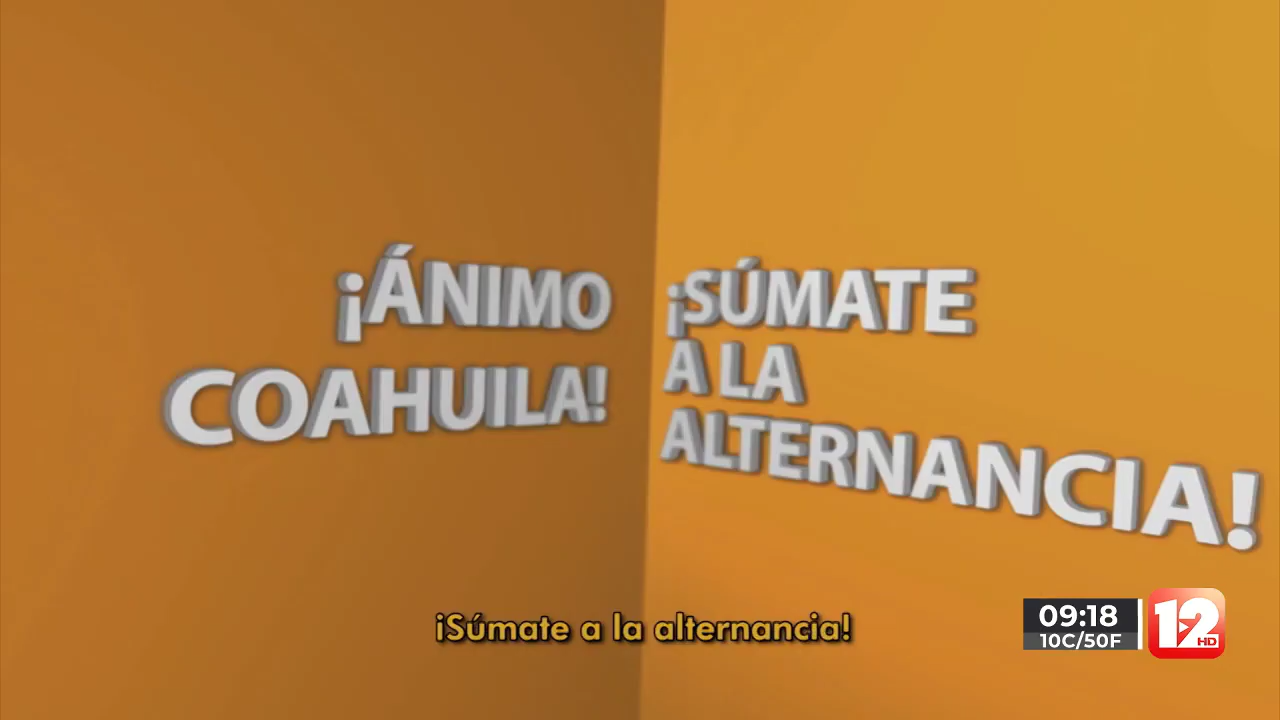 ¡ÁNIMO
COAHUILA!
¡SÚMATE
A LA
ALTERNANCIA!
¡Súmate a la alternancia!
09:18
10C/50F
12
HD